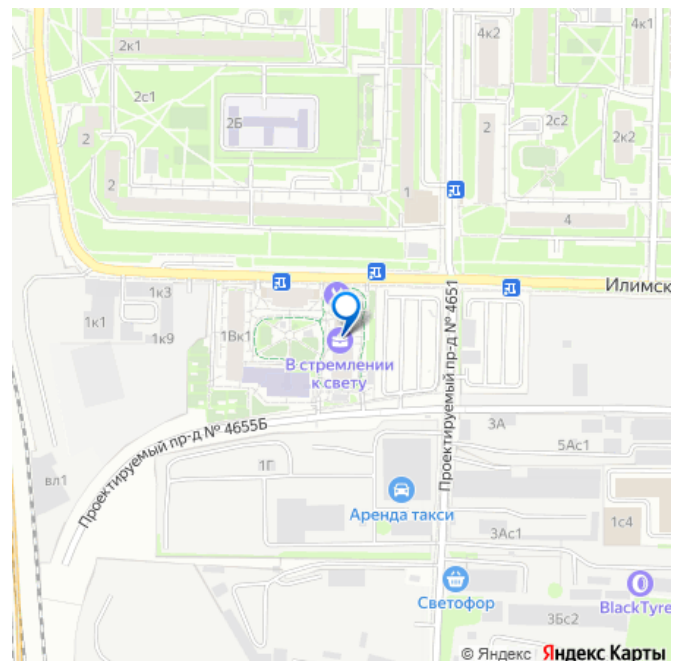 2к1
4к2
4к1
2с1
2Б
2
2с2
2к2
2
2
1
4
Илимск
1к3
1к1
1к9
1Вк1
В стремлении
к свету
Проектируемый пр-д № 4651
Проектируемый пр-д № 4655Б
3А
5Ас1
вл1
1Г
Аренда такси
1с4
3Ас1
Светофор
BlackTyre
3Бс2
© Яндекс Яндекс Карты